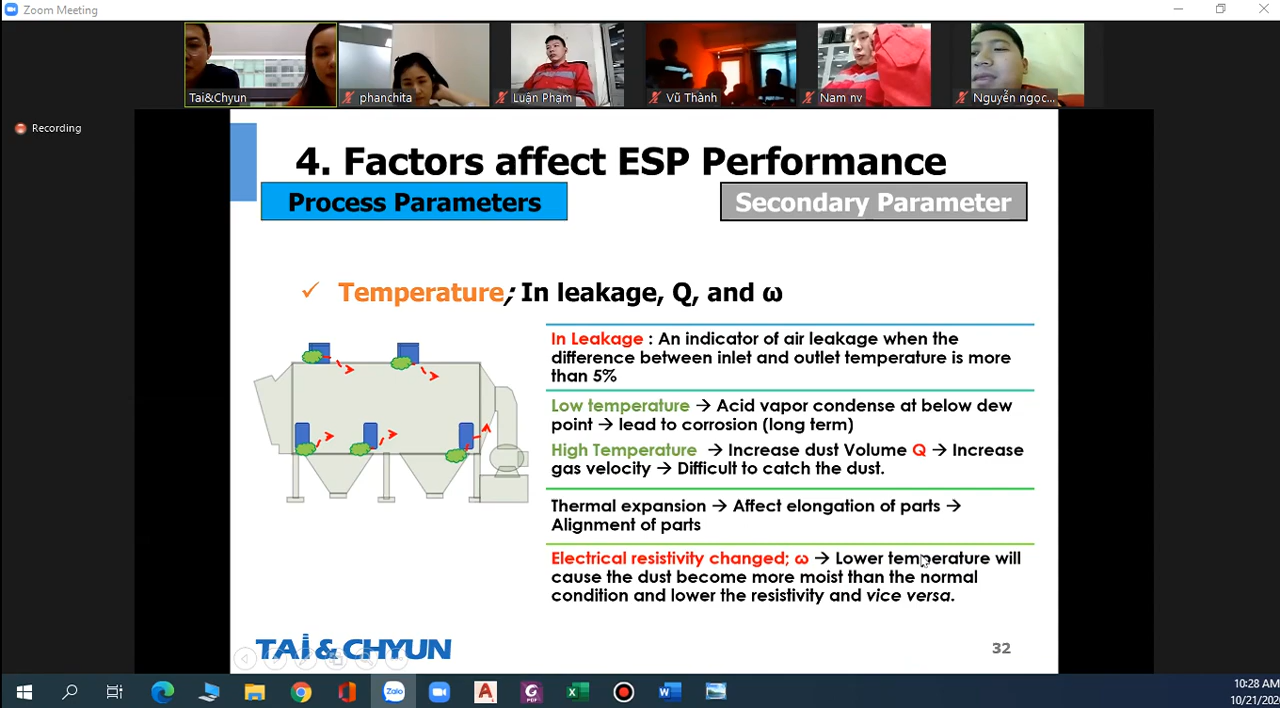 Zoom Meeting
Tai&Chyun
phanchita
Luận Phạm
Vũ Thành
Nam nv
Nguyễn ngọc...
Recording
4. Factors affect ESP Performance
Process Parameters
Secondary Parameter
✓ Temperature; In leakage, Q, and ω
In Leakage : An indicator of air leakage when the
difference between inlet and outlet temperature is more
than 5%
Low temperature → Acid vapor condense at below dew
point → lead to corrosion (long term)
High Temperature → Increase dust Volume Q → Increase
gas velocity → Difficult to catch the dust.
Thermal expansion → Affect elongation of parts →
Alignment of parts
Electrical resistivity changed; ω → Lower temperature will
cause the dust become more moist than the normal
condition and lower the resistivity and vice versa.
TAI & CHYUN
32
Zalo
10:28 AM
10/21/20